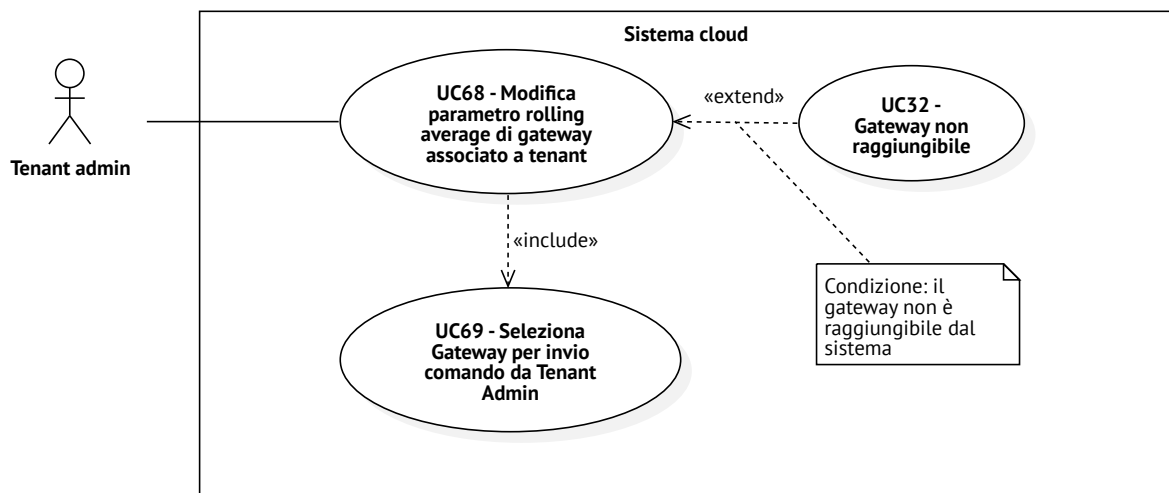 Sistema cloud
Tenant admin
UC68 - Modifica
parametro rolling
average di gateway
associato a tenant
«extend»
UC32 -
Gateway non
raggiungibile
«include»
Condizione: il
gateway non è
raggiungibile dal
sistema
UC69 - Seleziona
Gateway per invio
comando da Tenant
Admin